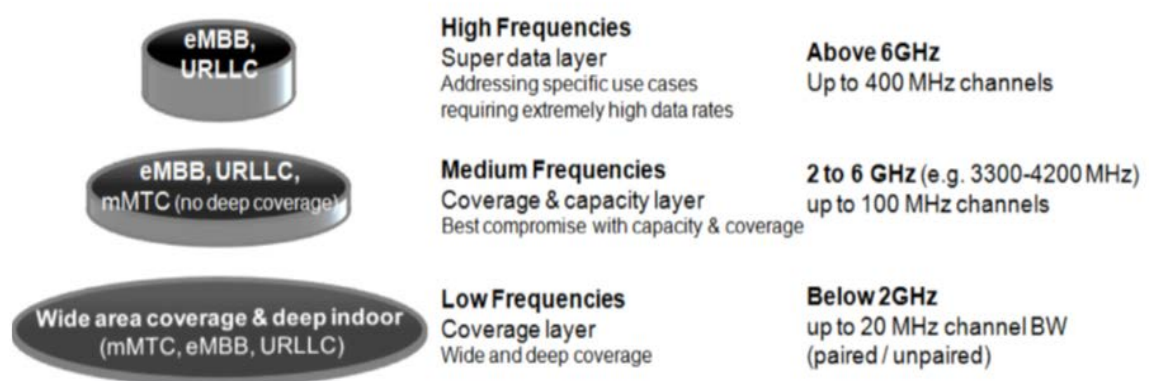 eMBB,
URLLC
High Frequencies
Super data layer
Addressing specific use cases
requiring extremely high data rates
Above 6GHz
Up to 400 MHz channels
eMBB, URLLC,
mMTC (no deep coverage)
Medium Frequencies
Coverage & capacity layer
Best compromise with capacity & coverage
2 to 6 GHz (e.g. 3300-4200 MHz)
up to 100 MHz channels
Wide area coverage & deep indoor
(mMTC, eMBB, URLLC)
Low Frequencies
Coverage layer
Wide and deep coverage
Below 2GHz
up to 20 MHz channel BW
(paired / unpaired)